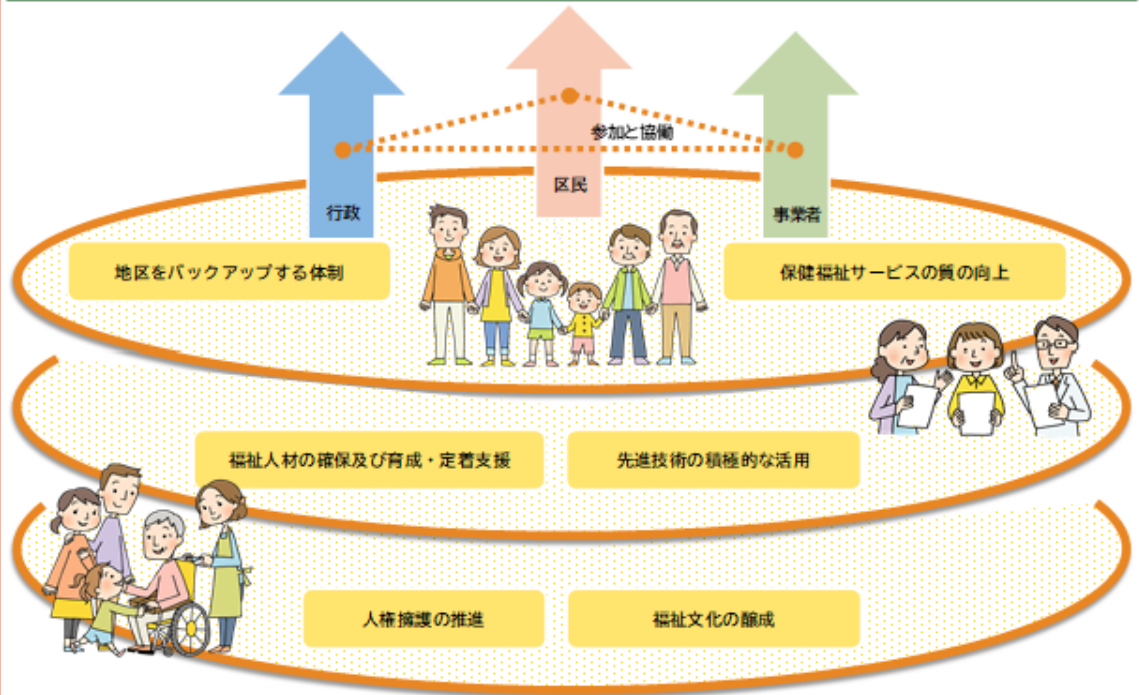 参加と協働
区民
行政
事業者
地区をバックアップする体制
保健福祉サービスの質の向上
福祉人材の確保及び育成・定着支援
先進技術の積極的な活用
人権擁護の推進
福祉文化の醸成